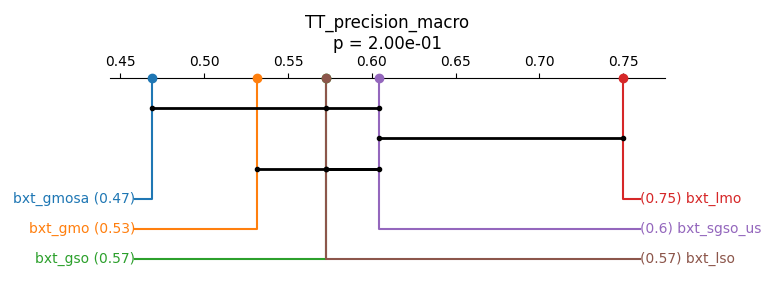 TT_precision_macro
p = 2.00e-01
0.45 0.50 0.55 0.60 0.65 0.70 0.75
bxt_gmosa (0.47) (0.75) bxt_lmo
bxt_gmo (0.53) (0.6) bxt_sgso_us
bxt_gso (0.57) (0.57) bxt_lso